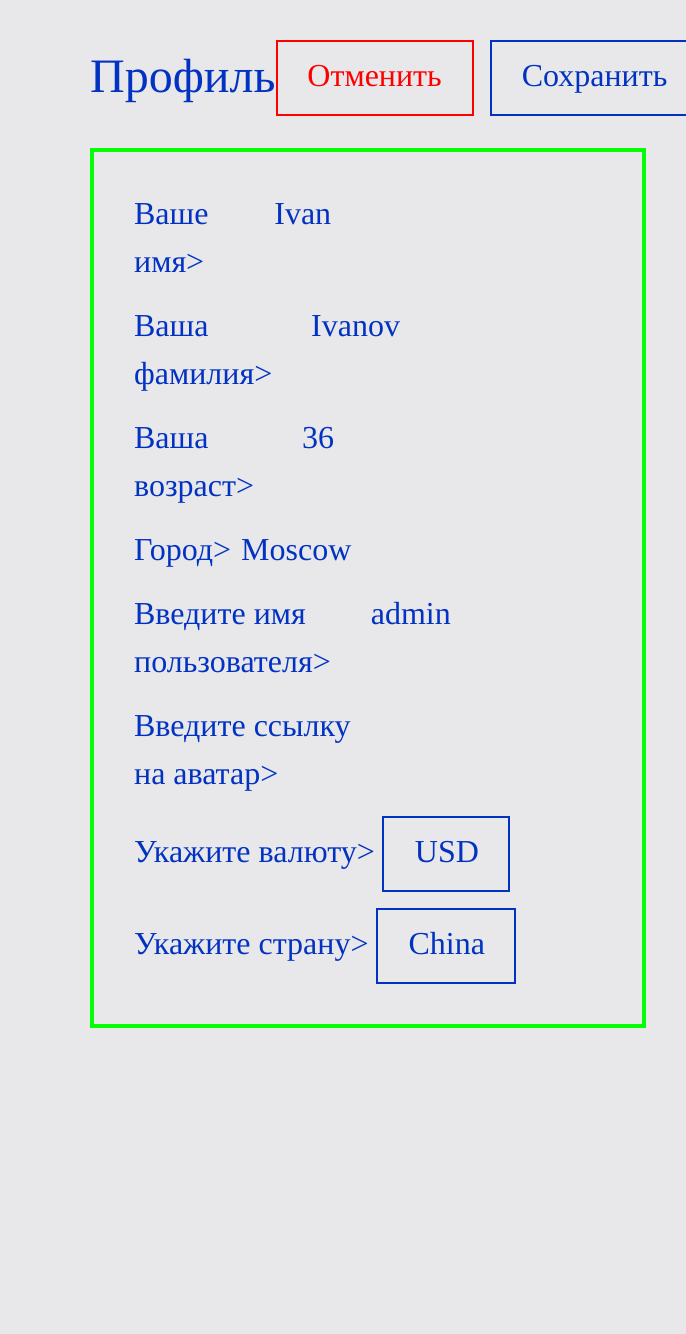 Профиль Отменить Сохранить
Ваше Ivan
имя>
Ваша Ivanov
фамилия>
Ваша 36
возраст>
Город> Moscow
Введите имя admin
пользователя>
Введите ссылку
на аватар>
Укажите валюту> USD
Укажите страну> China